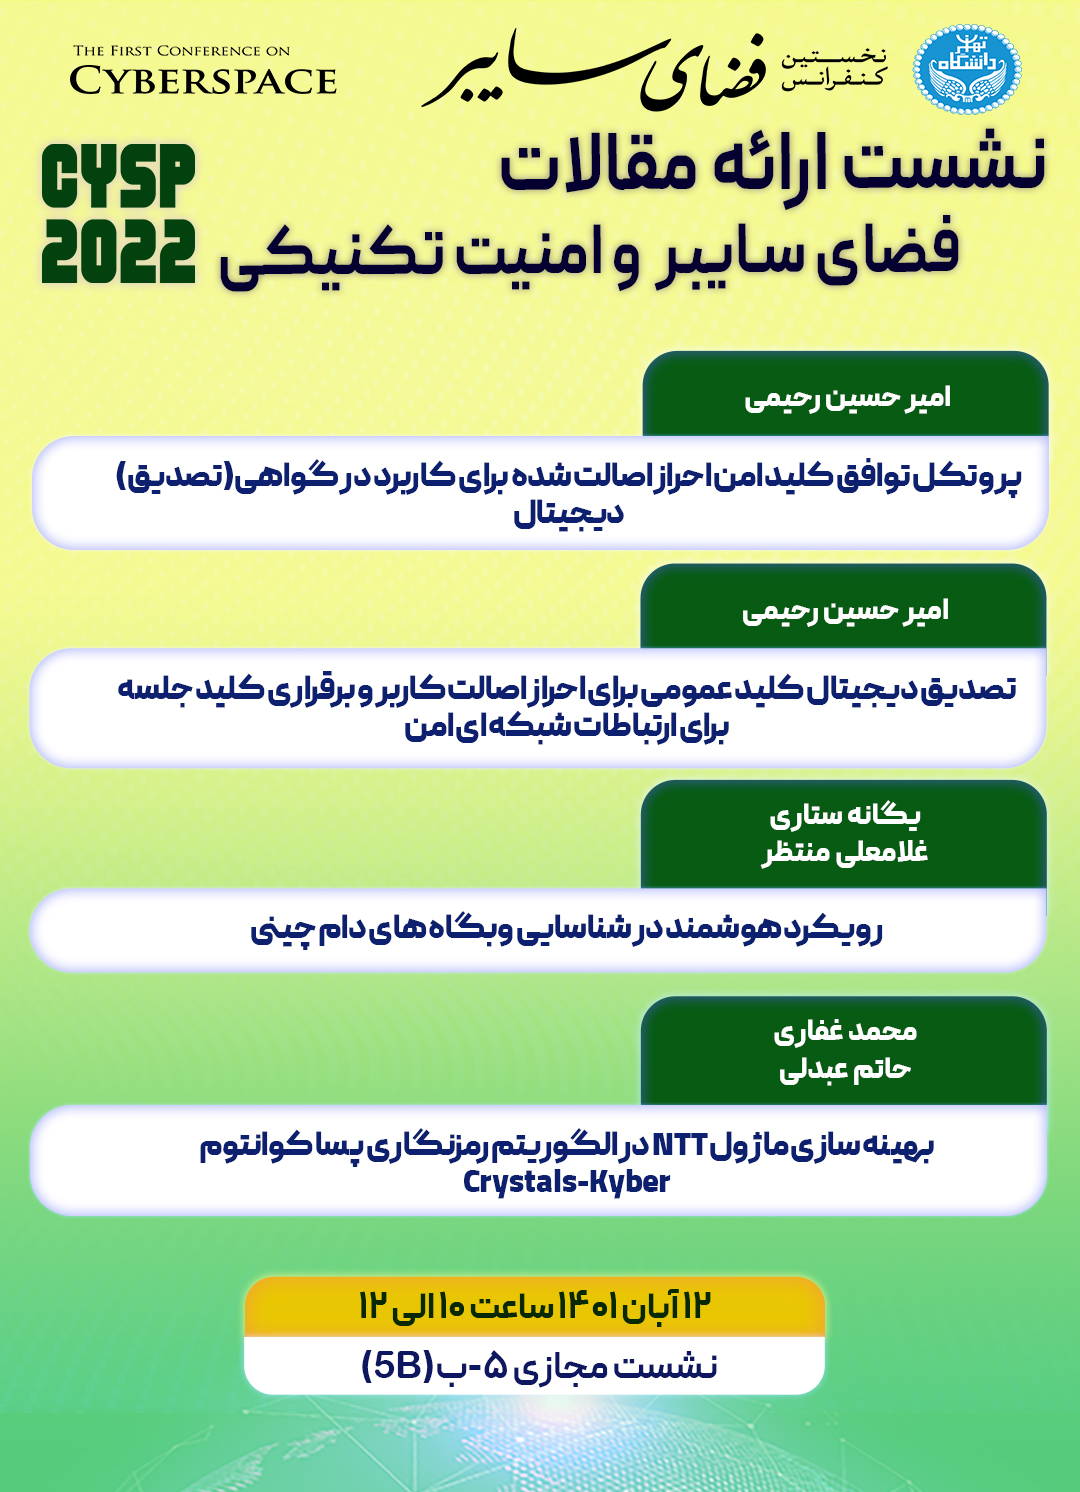 THE FIRST CONFERENCE ON
CYBERSPACE
نخستین
کنفرانس
فضای سایبر
دانشگاه
تهران
CYSP
2022
نشست ارائه مقالات
فضای سایبر و امنیت تکنیکی
امیر حسین رحیمی
پروتکل توافق کلید امن احراز اصالت شده برای کاربرد در گواهی(تصدیق)
دیجیتال
امیر حسین رحیمی
تصدیق دیجیتال کلید عمومی برای احراز اصالت کاربر و برقراری کلید جلسه
برای ارتباطات شبکه ای امن
یگانه ستاری
غلامعلی منتظر
رویکرد هوشمند در شناسایی وبگاه های دام چینی
محمد غفاری
حاتم عبدلی
بهینه سازی ماژول NTT در الگوریتم رمزنگاری پسا کوانتوم
Crystals-Kyber
۱۲ آبان ۱۴۰۱ ساعت ۱۰ الی ۱۲
نشست مجازی ۵-ب(5B)